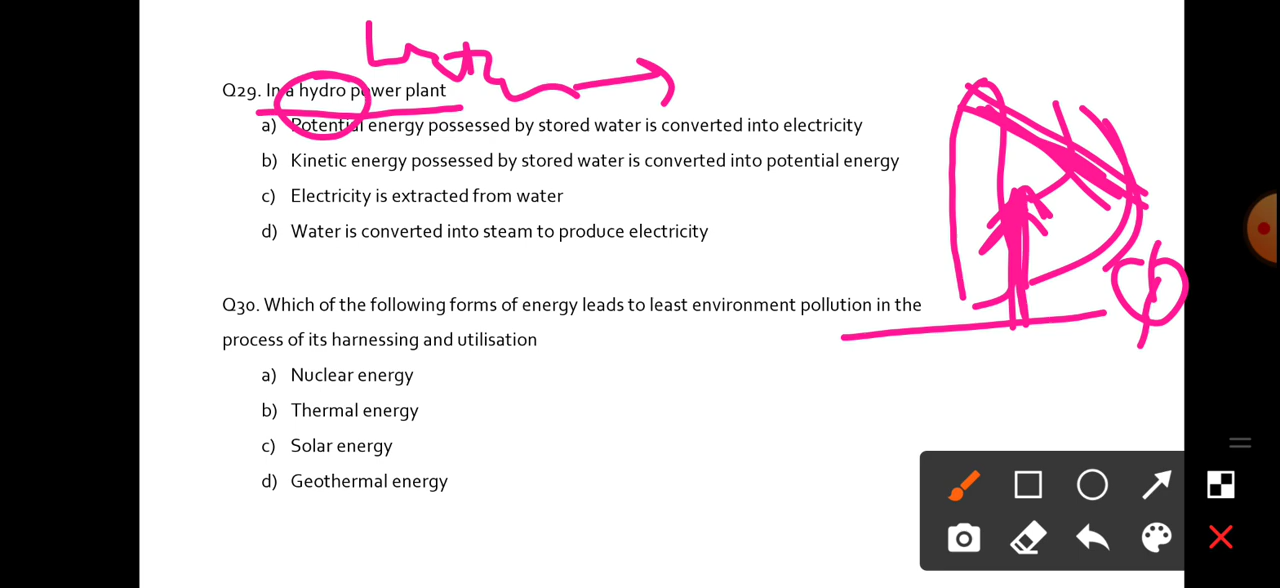 water
Q29. In a hydro power plant
a) Potential energy possessed by stored water is converted into electricity
b) Kinetic energy possessed by stored water is converted into potential energy
c) Electricity is extracted from water
d) Water is converted into steam to produce electricity
Q30. Which of the following forms of energy leads to least environment pollution in the
process of its harnessing and utilisation
a) Nuclear energy
b) Thermal energy
c) Solar energy
d) Geothermal energy